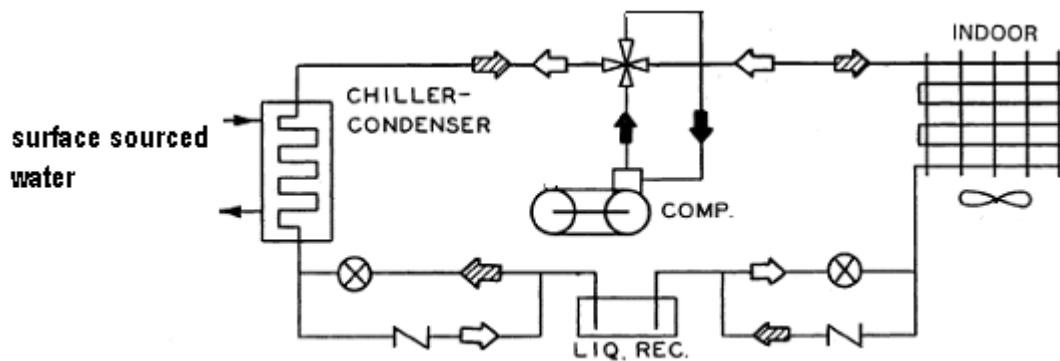 INDOOR
CHILLER-
CONDENSER
surface sourced
water
COMP.
LIQ. REC.